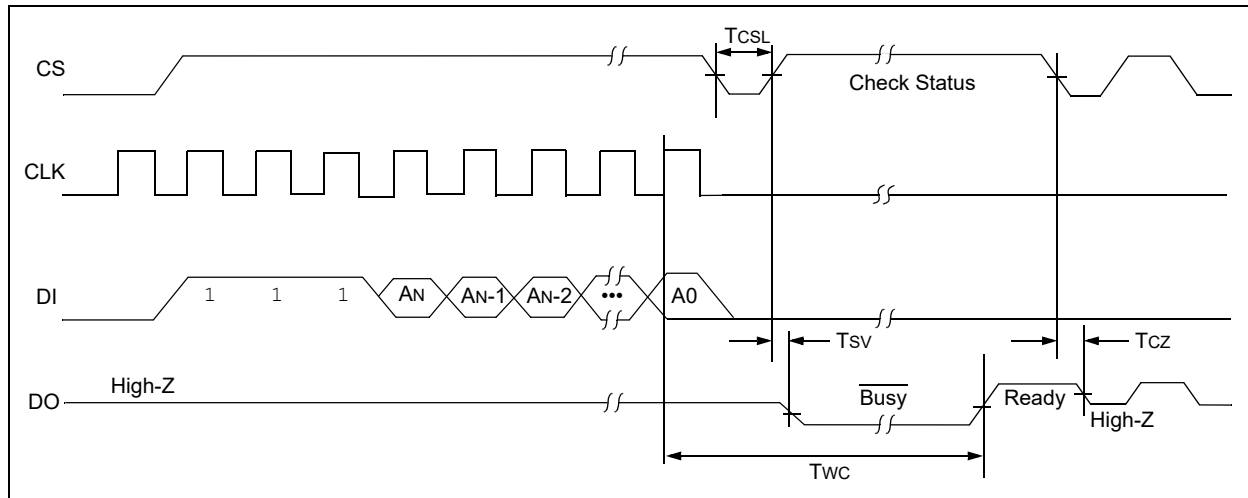 TCSL
CS
Check Status
CLK
DI
1 1 1 AN AN-1 AN-2 ••• A0
TSV
TCZ
High-Z
DO
Busy
Ready
High-Z
TWC